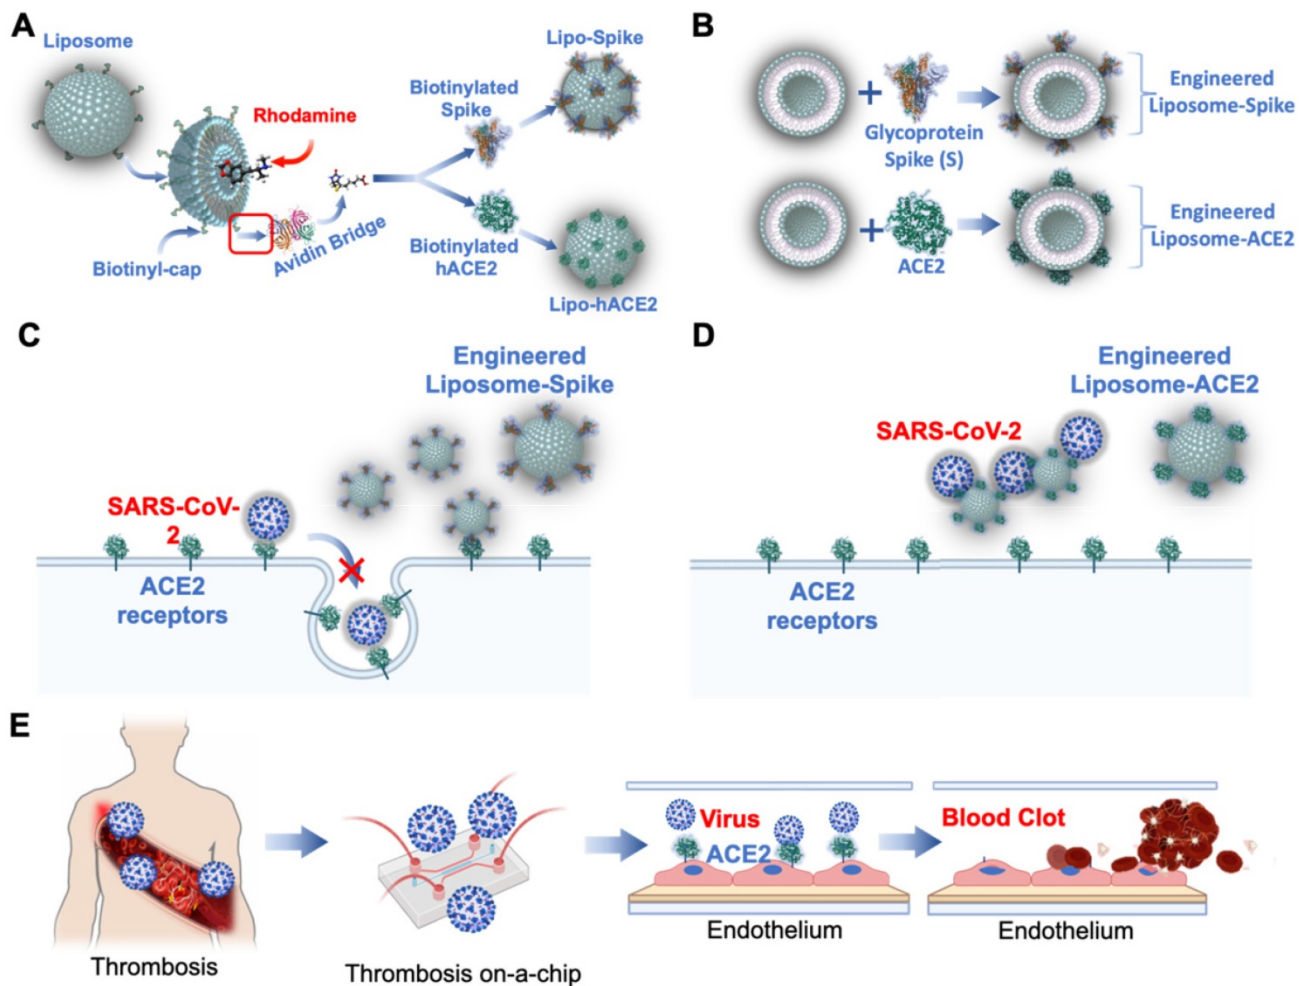 A
Liposome
Rhodamine
Biotinyl-cap
Avidin Bridge
Biotinylated
Spike
Biotinylated
hACE2
Lipo-Spike
Lipo-hACE2
B
Glycoprotein
Spike (S)
Engineered
Liposome-Spike
ACE2
Engineered
Liposome-ACE2
C
Engineered
Liposome-Spike
SARS-CoV-
2
ACE2
receptors
D
Engineered
Liposome-ACE2
SARS-CoV-2
ACE2
receptors
E
Thrombosis
Thrombosis on-a-chip
Virus
ACE2
Endothelium
Blood Clot
Endothelium